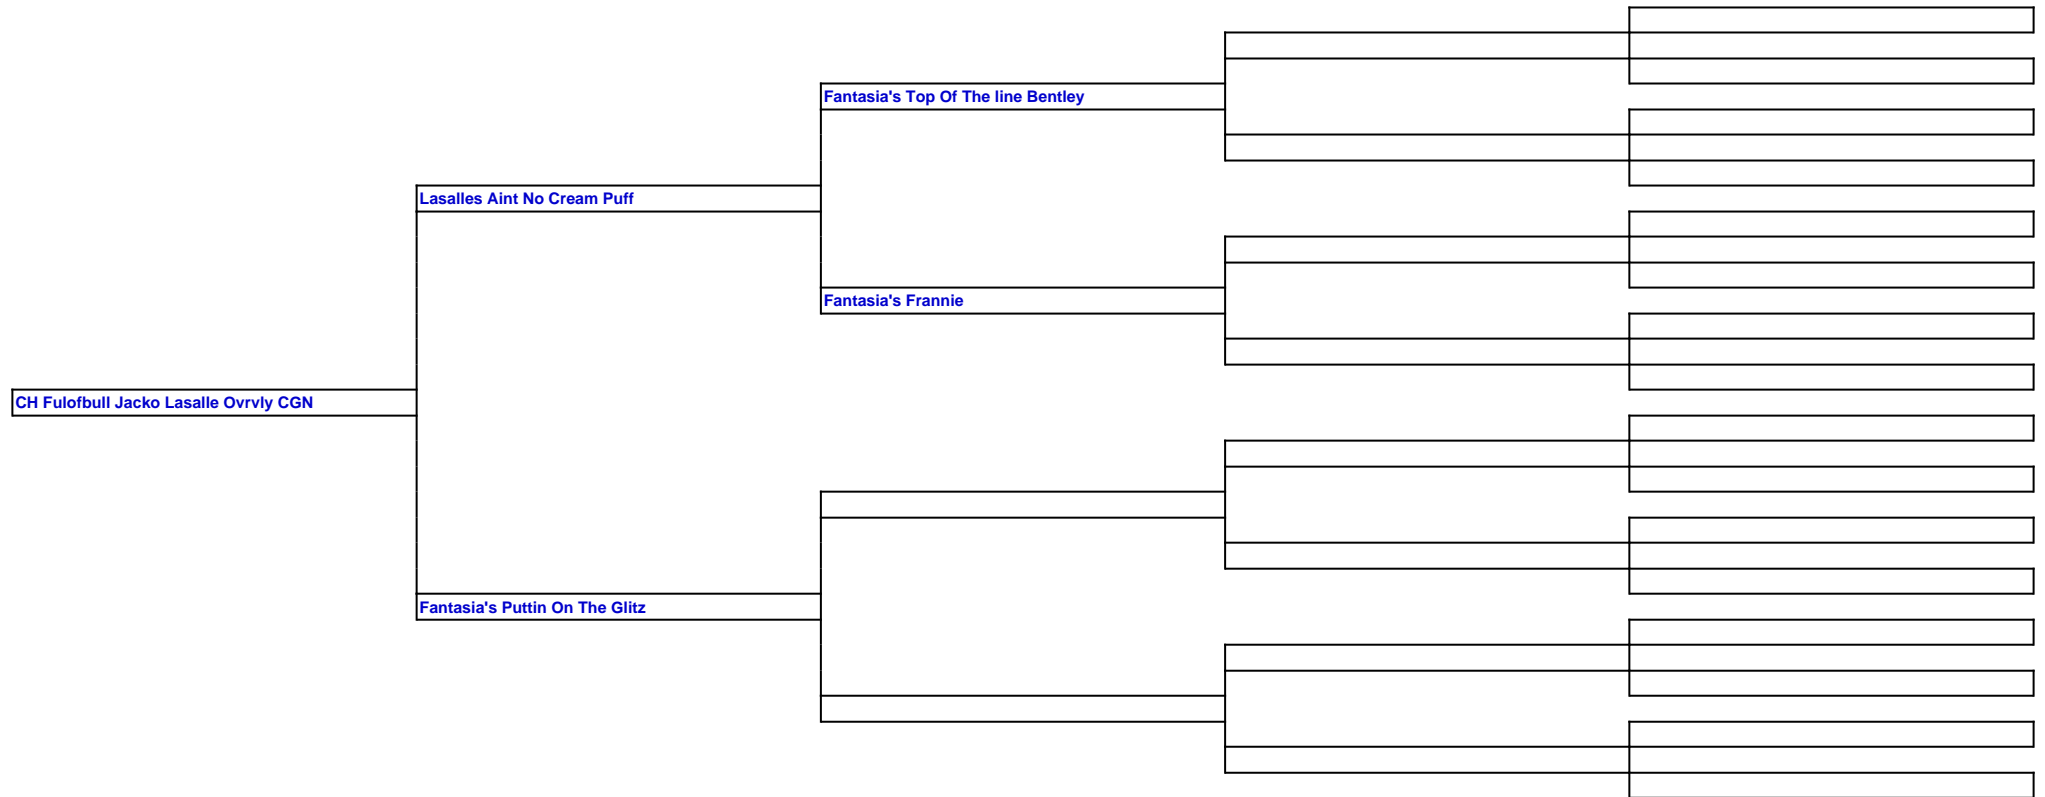 Fantasia's Top Of The line Bentley
Lasalles Aint No Cream Puff
Fantasia's Frannie
CH Fulofbull Jacko Lasalle Ovrvly CGN
Fantasia's Puttin On The Glitz